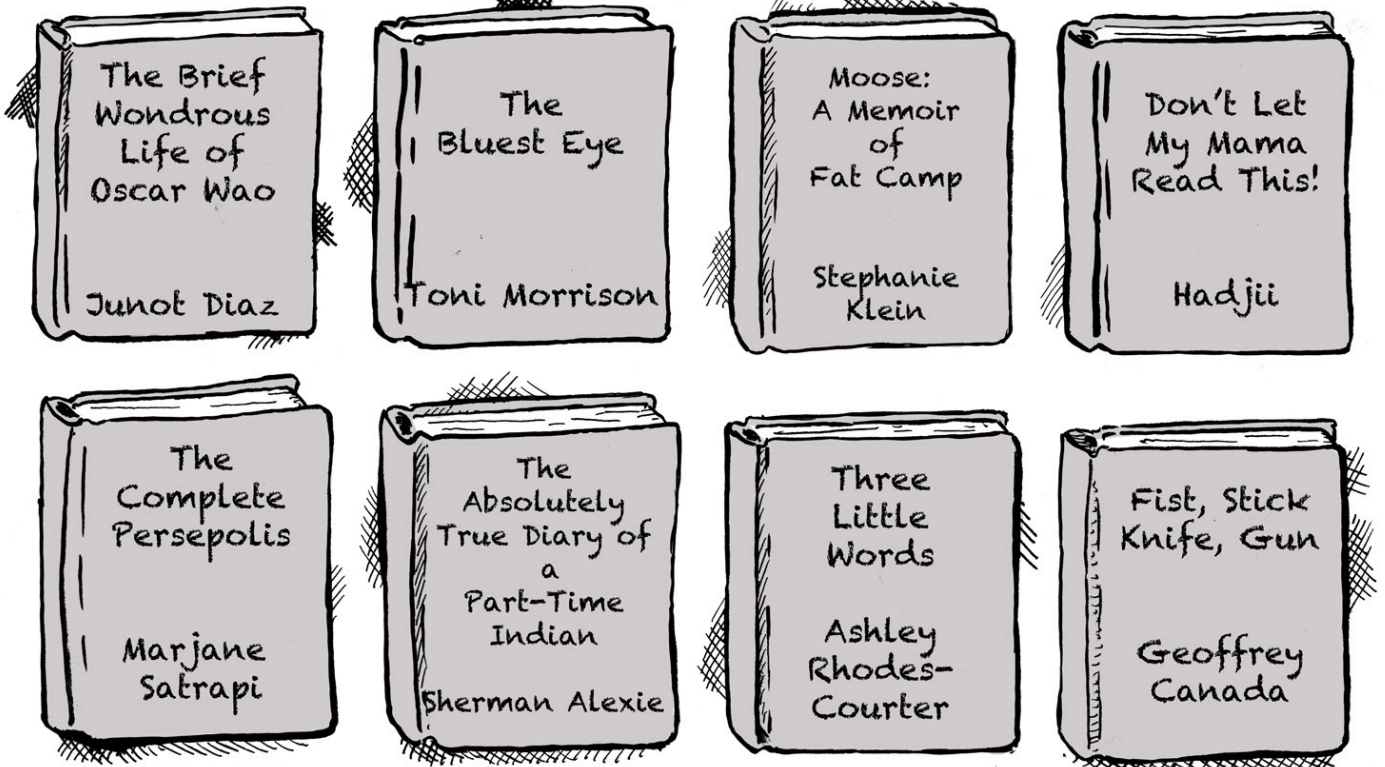 The Brief
Wondrous
Life of
Oscar Wao
Junot Diaz
The
Bluest Eye
Toni Morrison
Moose:
A Memoir
of
Fat Camp
Stephanie
Klein
Don't Let
My Mama
Read This!
Hadjii
The
Complete
Persepolis
Marjane
Satrapi
The
Absolutely
True Diary of
a
Part-Time
Indian
Sherman Alexie
Three
Little
Words
Ashley
Rhodes-
Courter
Fist, Stick
Knife, Gun
Geoffrey
Canada